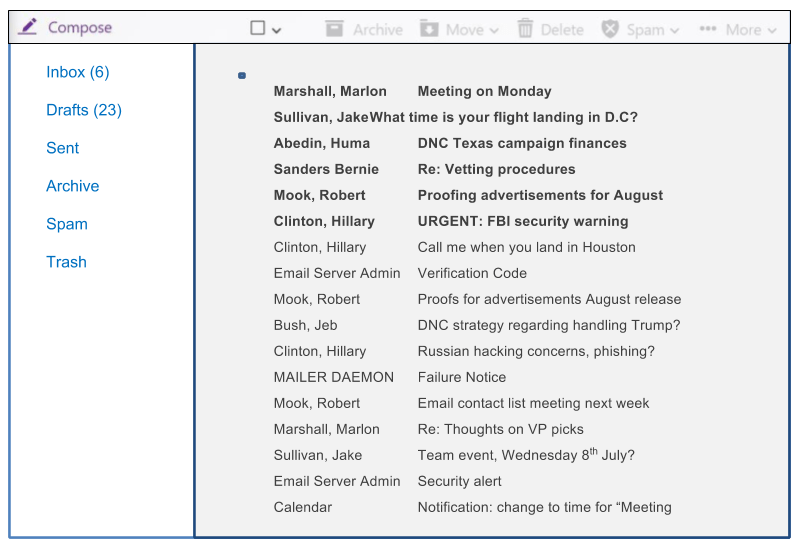 Compose Archive Move Delete Spam More
Inbox (6)
Drafts (23)
Sent
Archive
Spam
Trash
Marshall, Marlon Meeting on Monday
Sullivan, JakeWhat time is your flight landing in D.C?
Abedin, Huma DNC Texas campaign finances
Sanders Bernie Re: Vetting procedures
Mook, Robert Proofing advertisements for August
Clinton, Hillary URGENT: FBI security warning
Clinton, Hillary Call me when you land in Houston
Email Server Admin Verification Code
Mook, Robert Proofs for advertisements August release
Bush, Jeb DNC strategy regarding handling Trump?
Clinton, Hillary Russian hacking concerns, phishing?
MAILER DAEMON Failure Notice
Mook, Robert Email contact list meeting next week
Marshall, Marlon Re: Thoughts on VP picks
Sullivan, Jake Team event, Wednesday 8th July?
Email Server Admin Security alert
Calendar Notification: change to time for “Meeting